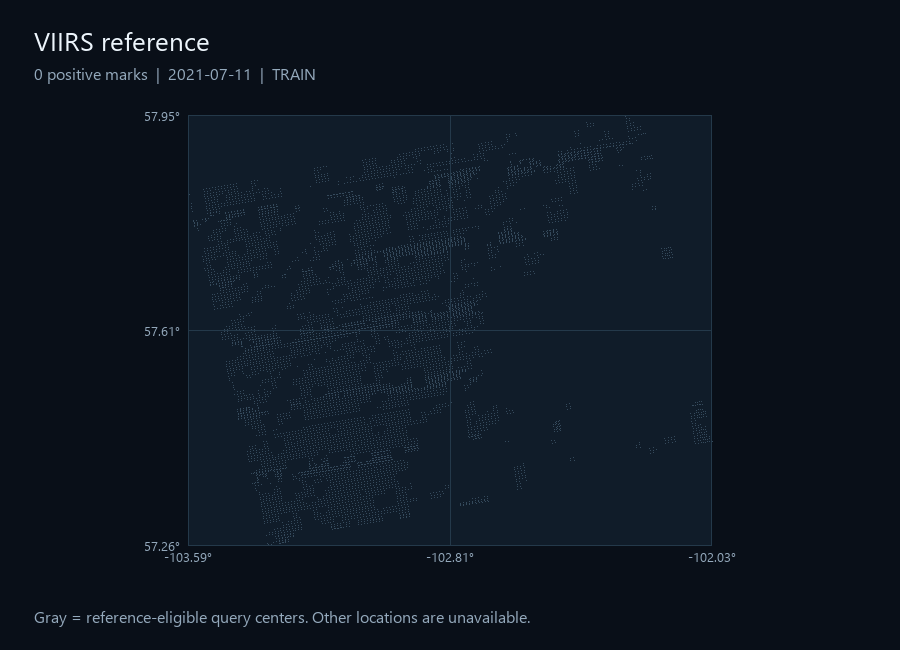 VIIRS reference
0 positive marks | 2021-07-11 | TRAIN
57.95°
57.61°
57.26°
-103.59°
-102.81°
-102.03°
Gray = reference-eligible query centers. Other locations are unavailable.